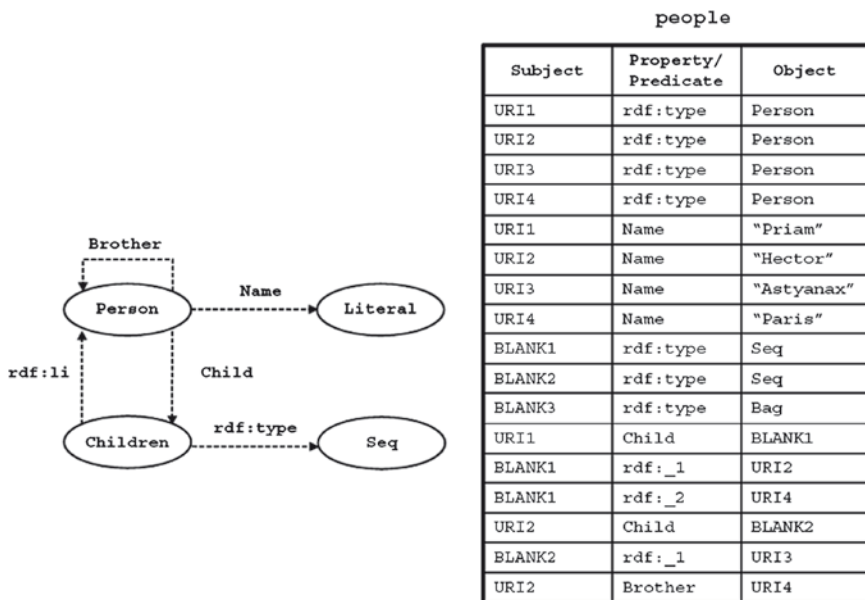 people
Subject Property/ Predicate Object
URI1 rdf:type Person
URI2 rdf:type Person
URI3 rdf:type Person
URI4 rdf:type Person
URI1 Name “Priam”
URI2 Name “Hector”
URI3 Name “Astyanax”
URI4 Name “Paris”
BLANK1 rdf:type Seq
BLANK2 rdf:type Seq
BLANK3 rdf:type Bag
URI1 Child BLANK1
BLANK1 rdf:_1 URI2
BLANK1 rdf:_2 URI4
URI2 Child BLANK2
BLANK2 rdf:_1 URI3
URI2 Brother URI4
Brother
Person Name Literal
rdf:li Child
Children rdf:type Seq